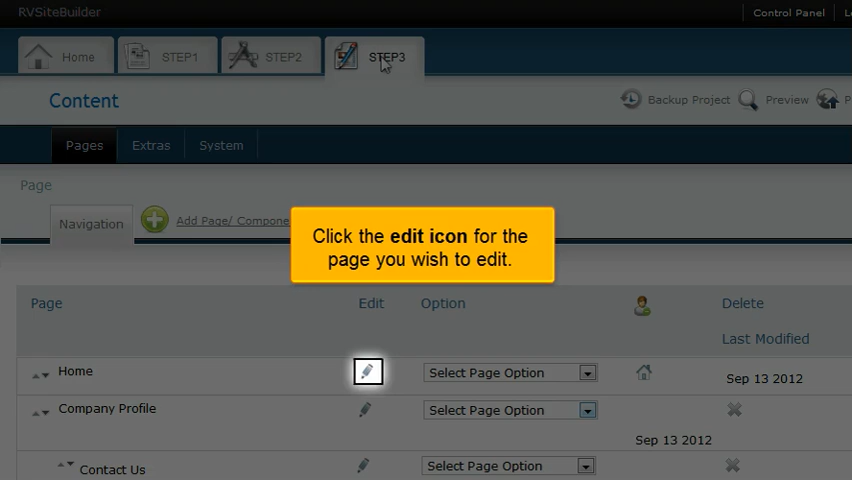 RVSiteBuilder
Control Panel
Home
STEP1
STEP2
STEP3
Content
Backup Project
Preview
Pages
Extras
System
Page
Navigation
Add Page/ Compone
Click the edit icon for the
page you wish to edit.
Page
Edit
Option
Delete
Last Modified
Home
Select Page Option
Sep 13 2012
Company Profile
Select Page Option
Sep 13 2012
Contact Us
Select Page Option